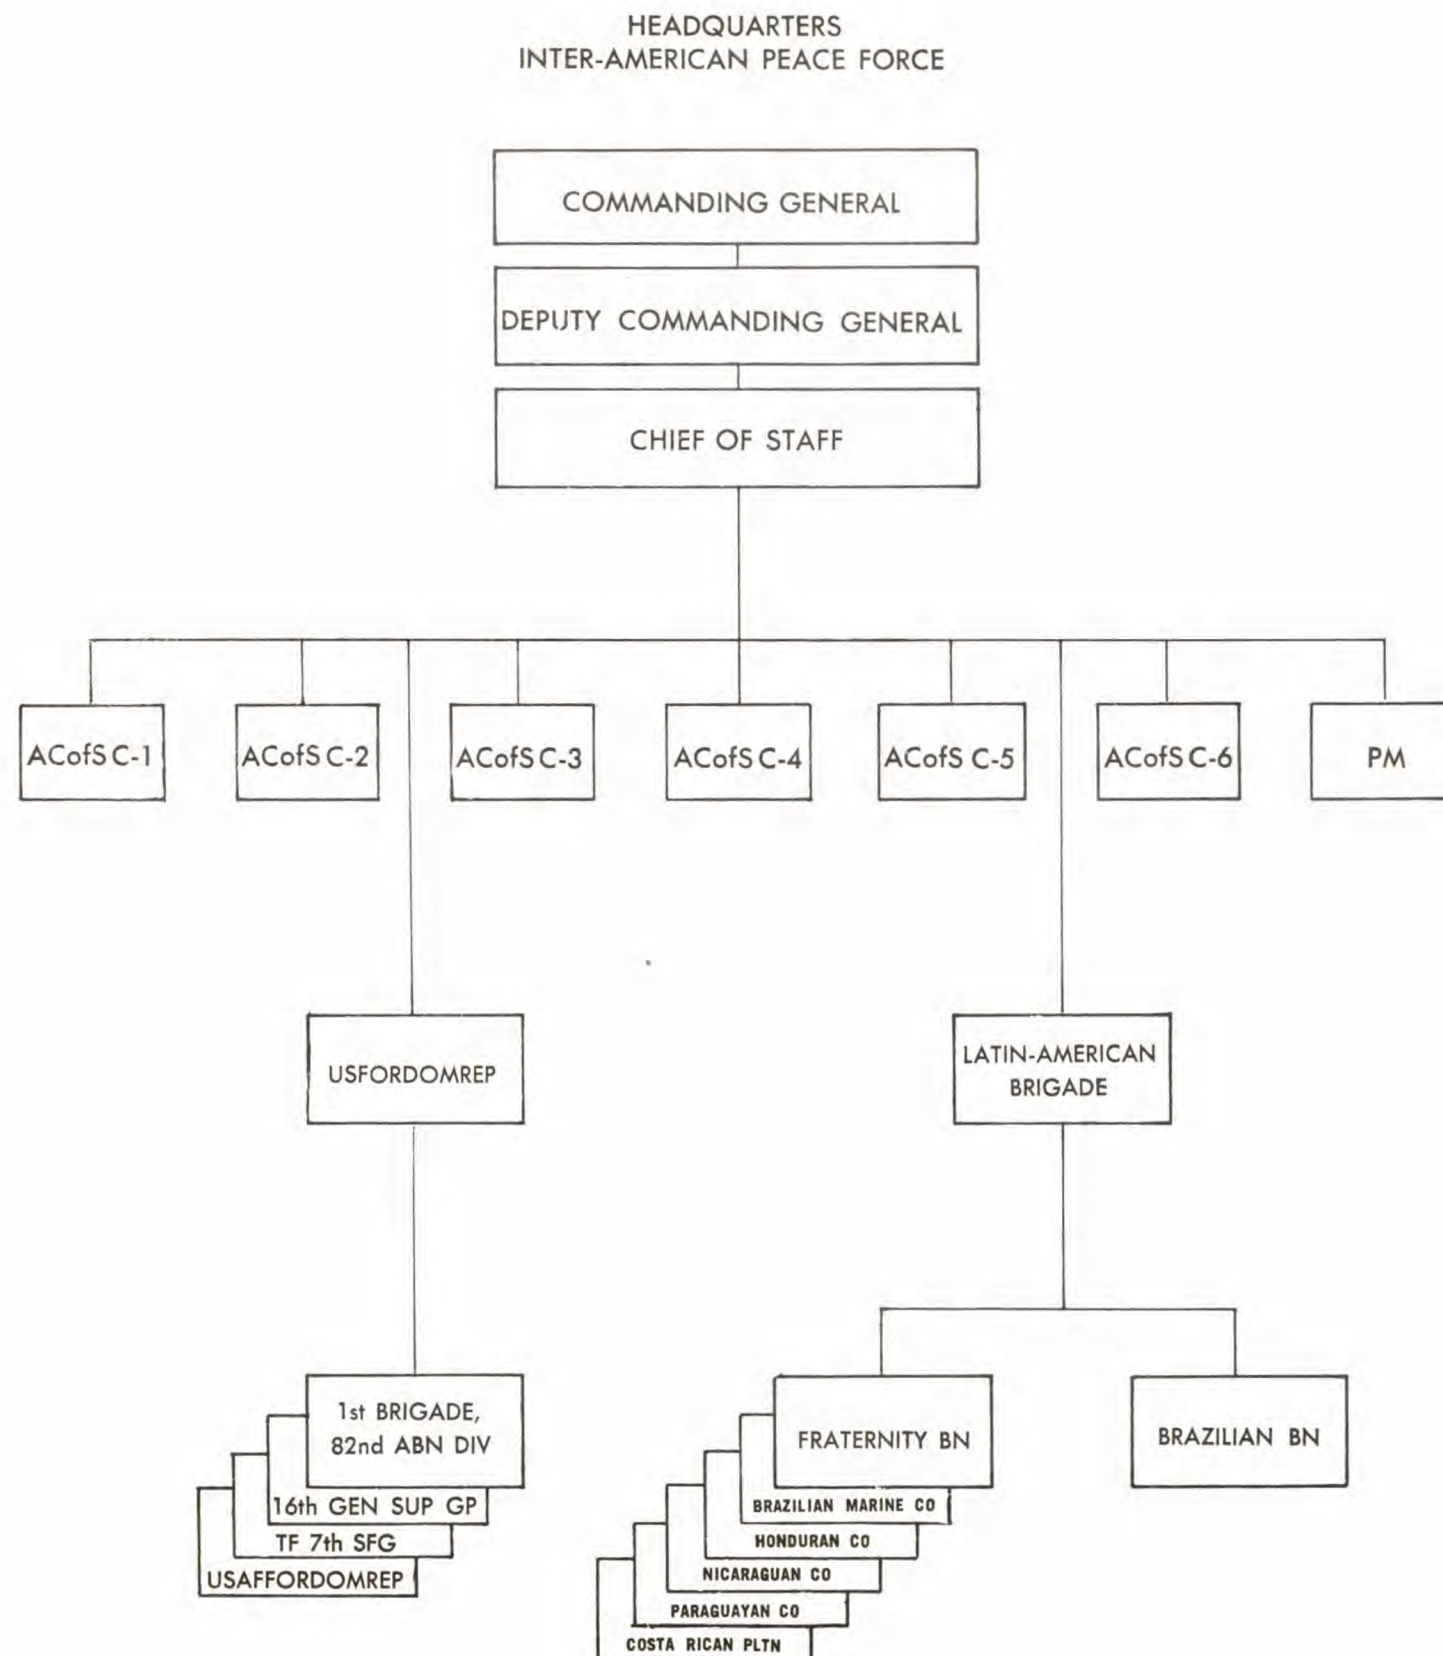 HEADQUARTERS
INTER-AMERICAN PEACE FORCE
COMMANDING GENERAL
DEPUTY COMMANDING GENERAL
CHIEF OF STAFF
ACofS C-1
ACofS C-2
ACofS C-3
ACofS C-4
ACofS C-5
ACofS C-6
PM
USFORDOMREP
LATIN-AMERICAN
BRIGADE
1st BRIGADE,
82nd ABN DIV
16th GEN SUP GP
TF 7th SFG
USAFFORDOMREP
FRATERNITY BN
BRAZILIAN MARINE CO
HONDURAN CO
NICARAGUAN CO
PARAGUAYAN CO
COSTA RICAN PLTN
BRAZILIAN BN